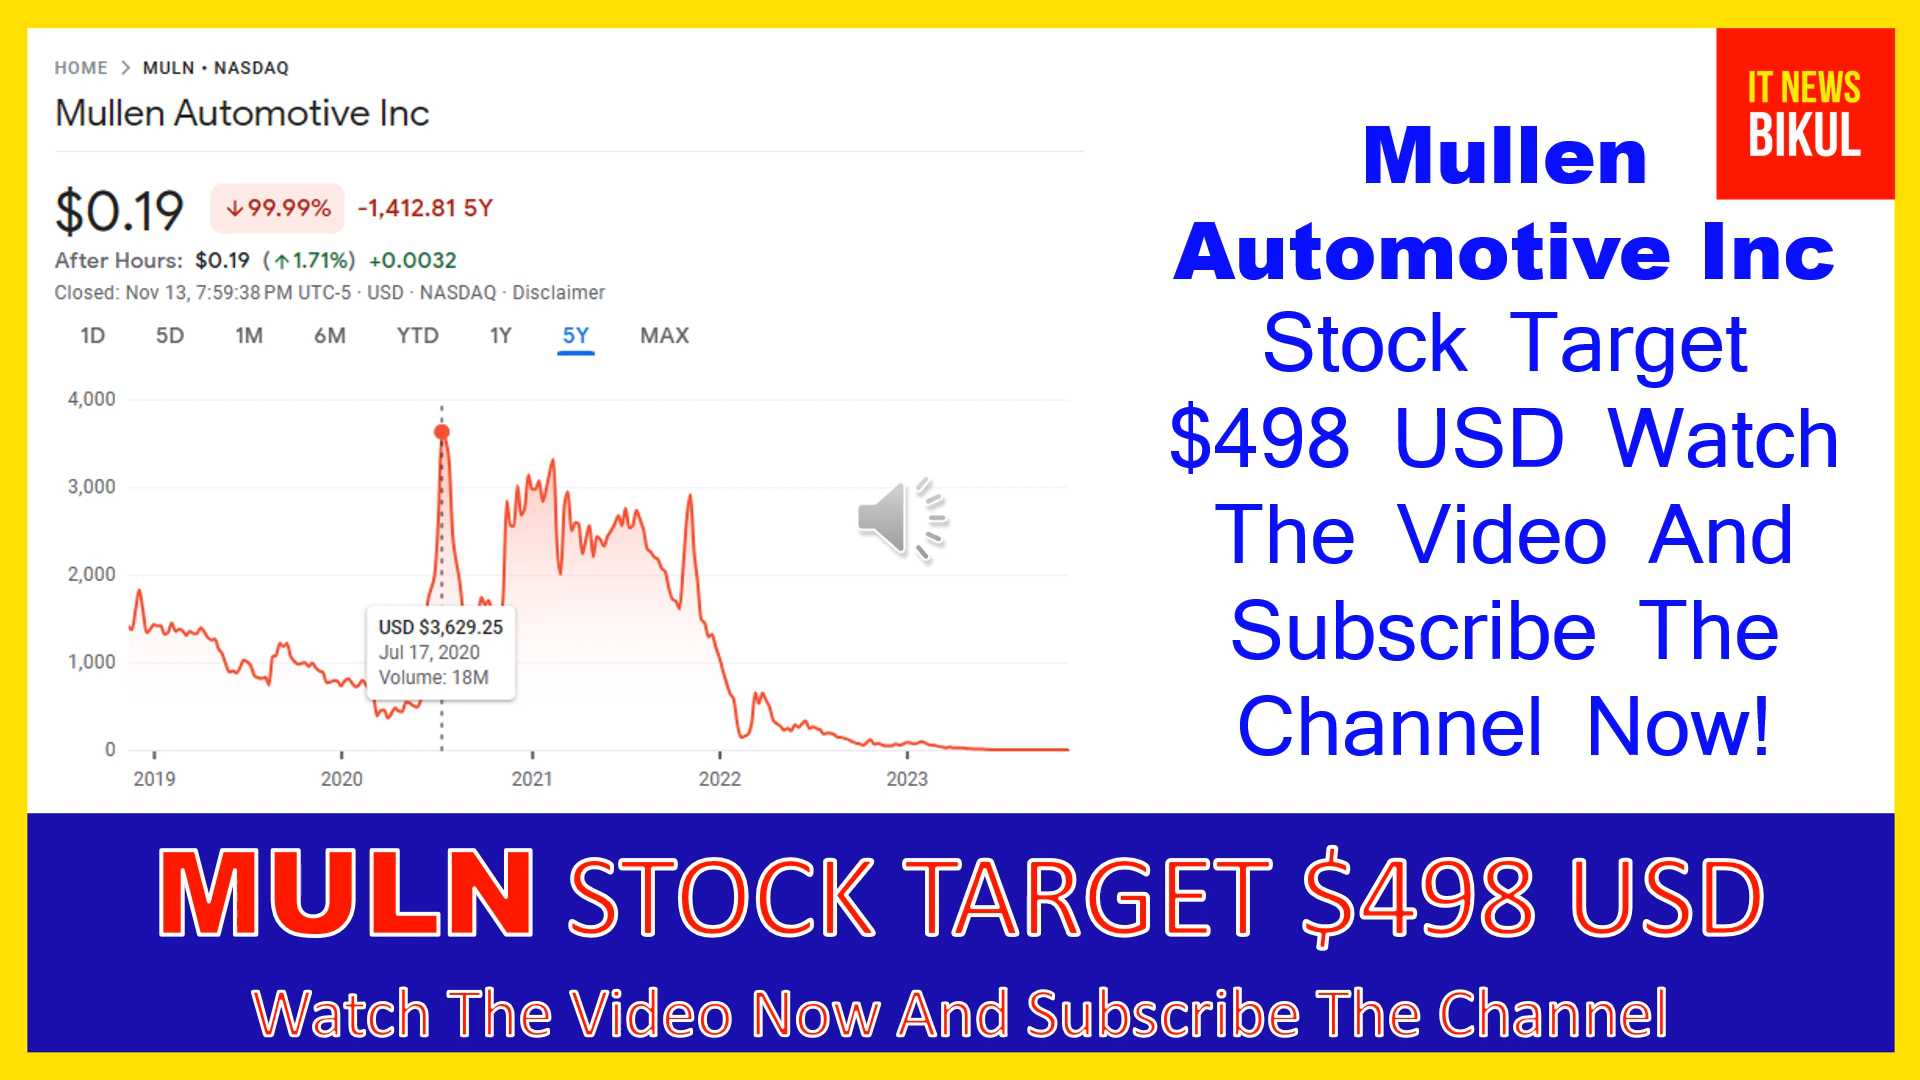 HOME > MULN • NASDAQ
Mullen Automotive Inc
$0.19 ↓99.99% -1,412.81 5Y
After Hours: $0.19 (↑1.71%) +0.0032
Closed: Nov 13, 7:59:38 PM UTC-5 · USD · NASDAQ · Disclaimer
1D 5D 1M 6M YTD 1Y 5Y MAX
4,000
3,000
2,000
1,000
0
USD $3,629.25
Jul 17, 2020
Volume: 18M
2019 2020 2021 2022 2023
IT NEWS
BIKUL
Mullen
Automotive Inc
Stock Target
$498 USD Watch
The Video And
Subscribe The
Channel Now!
MULN STOCK TARGET $498 USD
Watch The Video Now And Subscribe The Channel